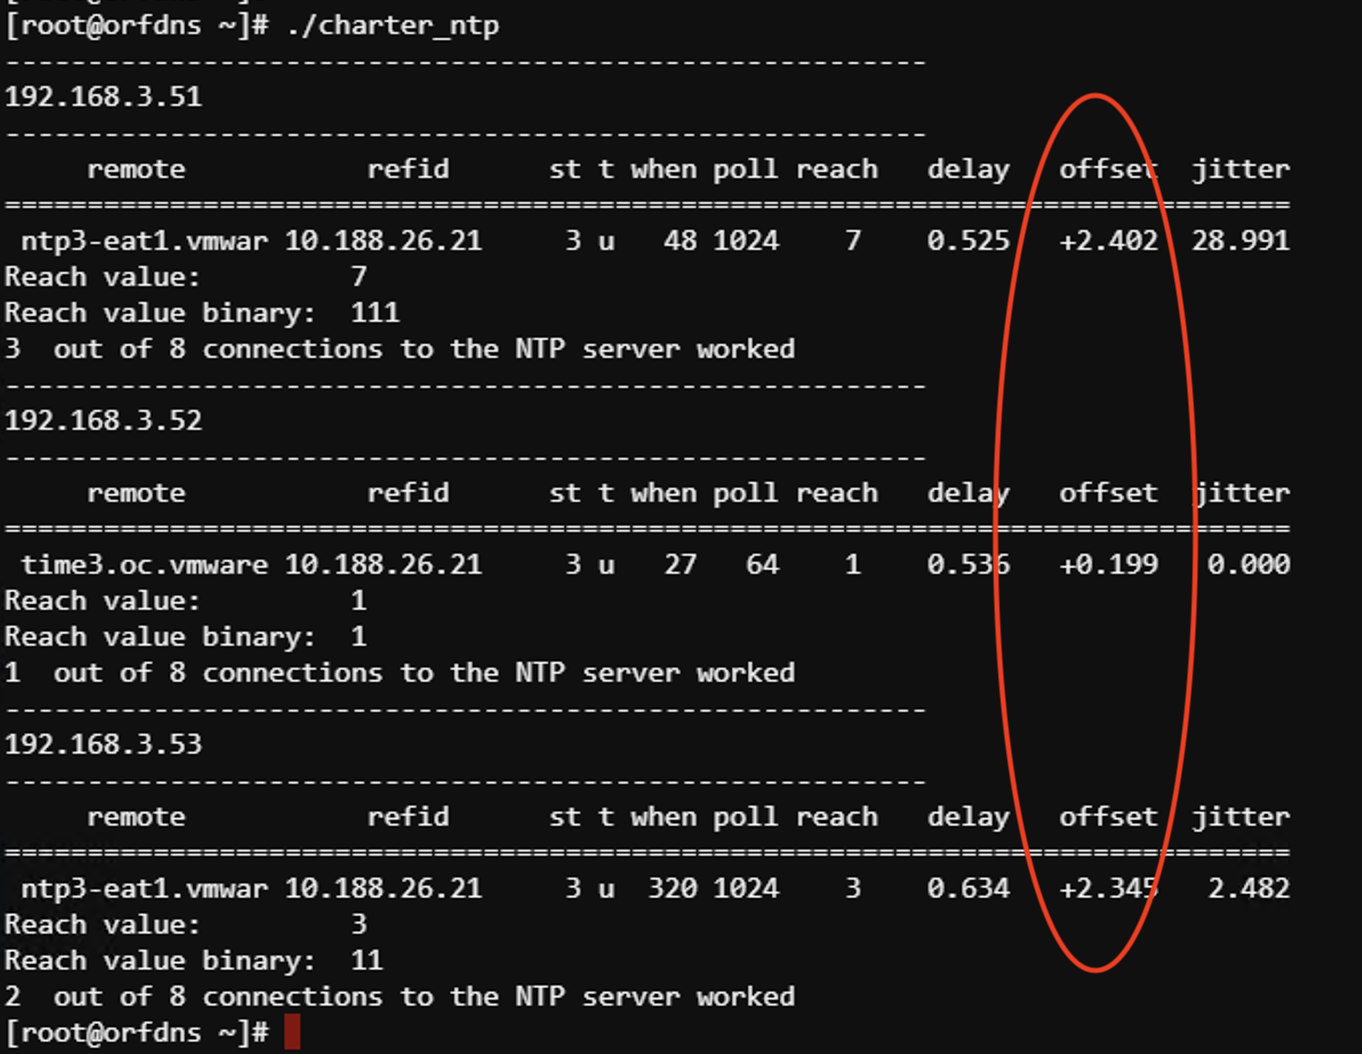 [root@orfdns ~]# ./charter_ntp
--------------------------------------------------------
192.168.3.51
--------------------------------------------------------
     remote           refid      st t when poll reach   delay   offset  jitter
==============================================================================
 ntp3-eat1.vmwar 10.188.26.21     3 u   48 1024    7    0.525   +2.402  28.991
Reach value:         7
Reach value binary:  111
3  out of 8 connections to the NTP server worked
--------------------------------------------------------
192.168.3.52
--------------------------------------------------------
     remote           refid      st t when poll reach   delay   offset  jitter
==============================================================================
 time3.oc.vmware 10.188.26.21     3 u   27   64    1    0.536   +0.199   0.000
Reach value:         1
Reach value binary:  1
1  out of 8 connections to the NTP server worked
--------------------------------------------------------
192.168.3.53
--------------------------------------------------------
     remote           refid      st t when poll reach   delay   offset  jitter
==============================================================================
 ntp3-eat1.vmwar 10.188.26.21     3 u  320 1024    3    0.634   +2.345   2.482
Reach value:         3
Reach value binary:  11
2  out of 8 connections to the NTP server worked
[root@orfdns ~]#